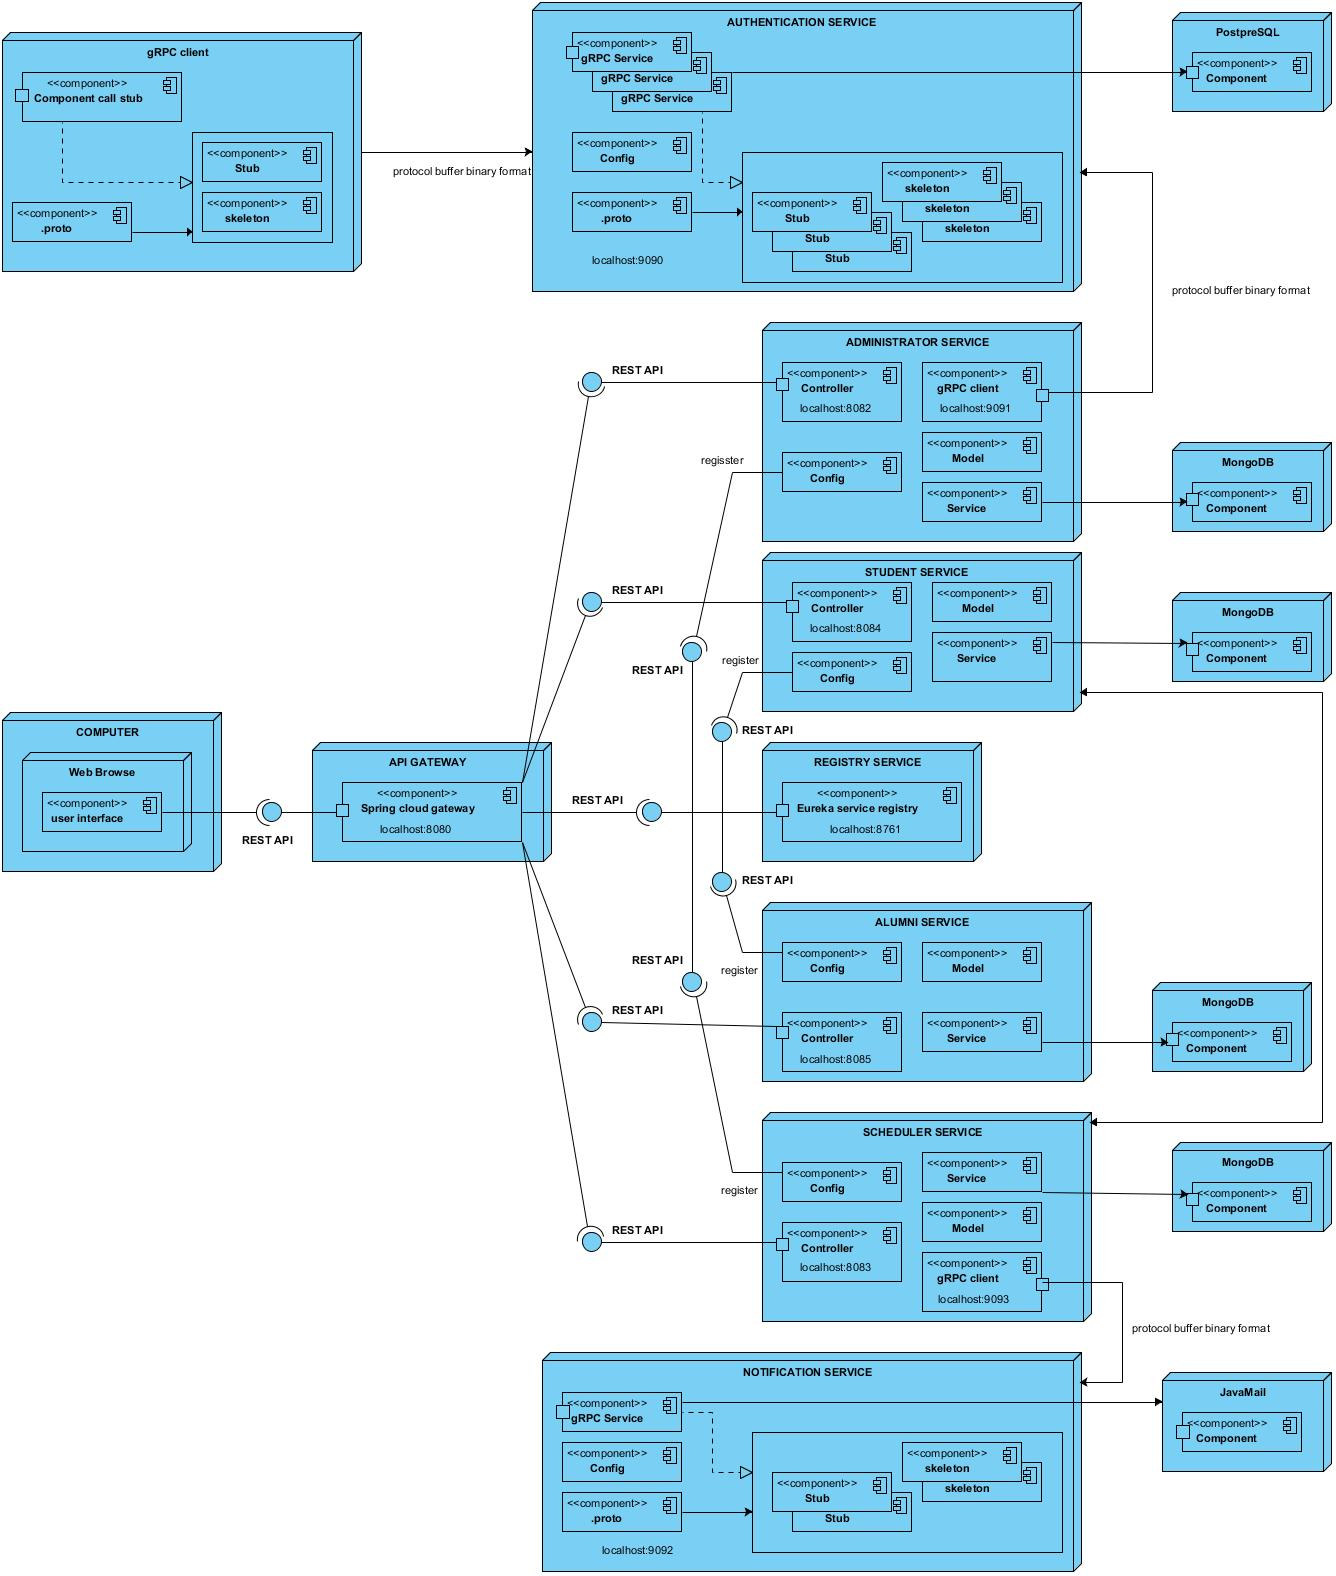 gRPC client
<<component>>
Component call stub
<<component>>
Stub
<<component>>
skeleton
<<component>>
.proto
protocol buffer binary format
AUTHENTICATION SERVICE
<<component>>
gRPC Service
gRPC Service
gRPC Service
<<component>>
Config
<<component>>
.proto
localhost:9090
<<component>>
skeleton
skeleton
skeleton
<<component>>
Stub
Stub
Stub
PostpreSQL
<<component>>
Component
protocol buffer binary format
ADMINISTRATOR SERVICE
<<component>>
Controller
localhost:8082
<<component>>
gRPC client
localhost:9091
<<component>>
Model
<<component>>
Config
<<component>>
Service
REST API
regisster
MongoDB
<<component>>
Component
STUDENT SERVICE
<<component>>
Controller
localhost:8084
<<component>>
Model
<<component>>
Service
<<component>>
Config
REST API
REST API
register
REST API
MongoDB
<<component>>
Component
COMPUTER
Web Browse
<<component>>
user interface
REST API
API GATEWAY
<<component>>
Spring cloud gateway
localhost:8080
REST API
REGISTRY SERVICE
<<component>>
Eureka service registry
localhost:8761
REST API
ALUMNI SERVICE
<<component>>
Config
<<component>>
Model
<<component>>
Controller
localhost:8085
<<component>>
Service
REST API
register
REST API
MongoDB
<<component>>
Component
SCHEDULER SERVICE
<<component>>
Service
<<component>>
Config
<<component>>
Model
<<component>>
Controller
localhost:8083
<<component>>
gRPC client
localhost:9093
register
REST API
MongoDB
<<component>>
Component
protocol buffer binary format
NOTIFICATION SERVICE
<<component>>
gRPC Service
<<component>>
Config
<<component>>
.proto
localhost:9092
<<component>>
skeleton
skeleton
<<component>>
Stub
Stub
JavaMail
<<component>>
Component